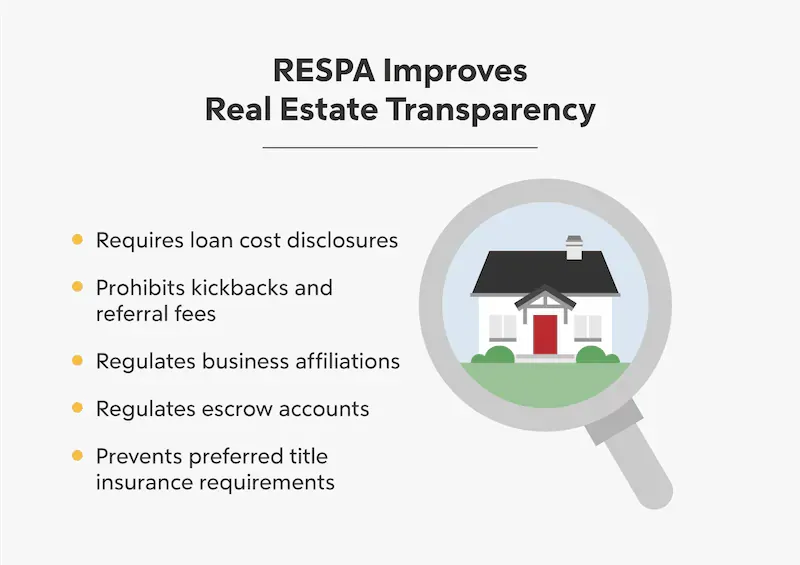 RESPA Improves
Real Estate Transparency
Requires loan cost disclosures
Prohibits kickbacks and
referral fees
Regulates business affiliations
Regulates escrow accounts
Prevents preferred title
insurance requirements